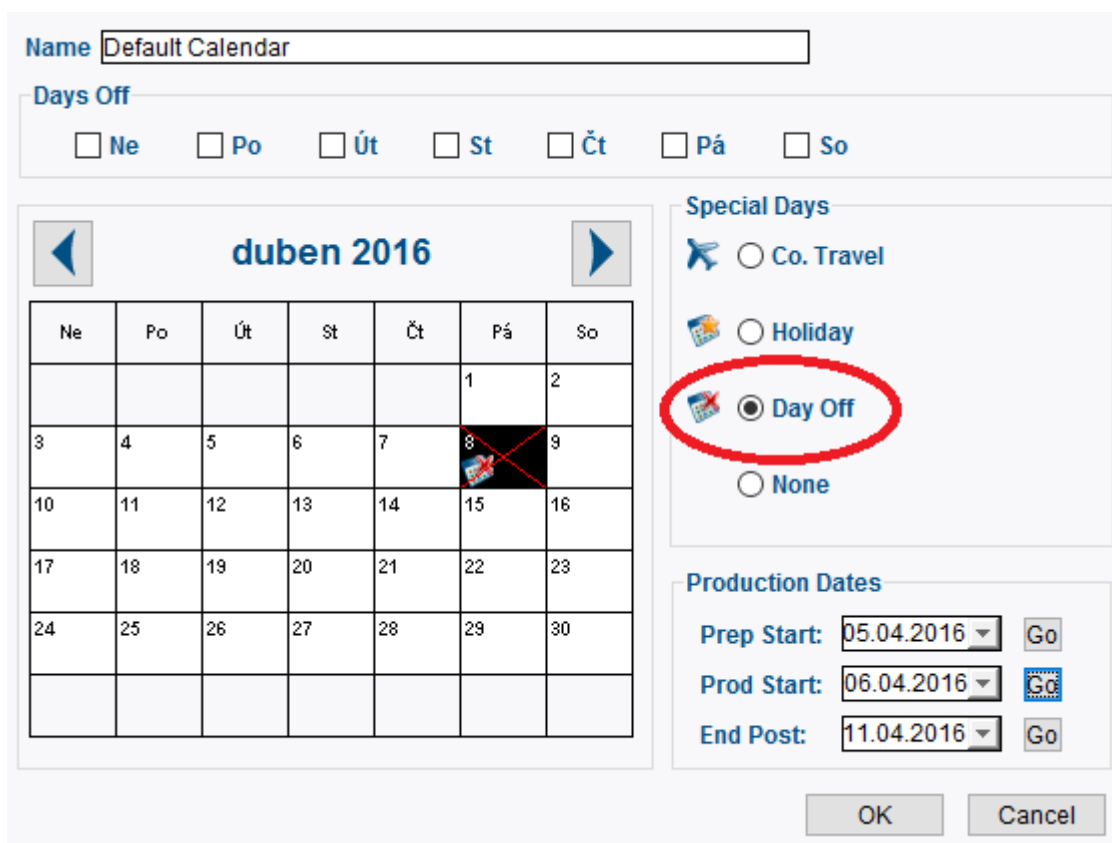 Name Default Calendar
Days Off
Ne Po Út St Čt Pá So
duben 2016
Ne Po Út St Čt Pá So
1 2
3 4 5 6 7 8 9
10 11 12 13 14 15 16
17 18 19 20 21 22 23
24 25 26 27 28 29 30
Special Days
Co. Travel
Holiday
Day Off
None
Production Dates
Prep Start: 05.04.2016 Go
Prod Start: 06.04.2016 Go
End Post: 11.04.2016 Go
OK Cancel